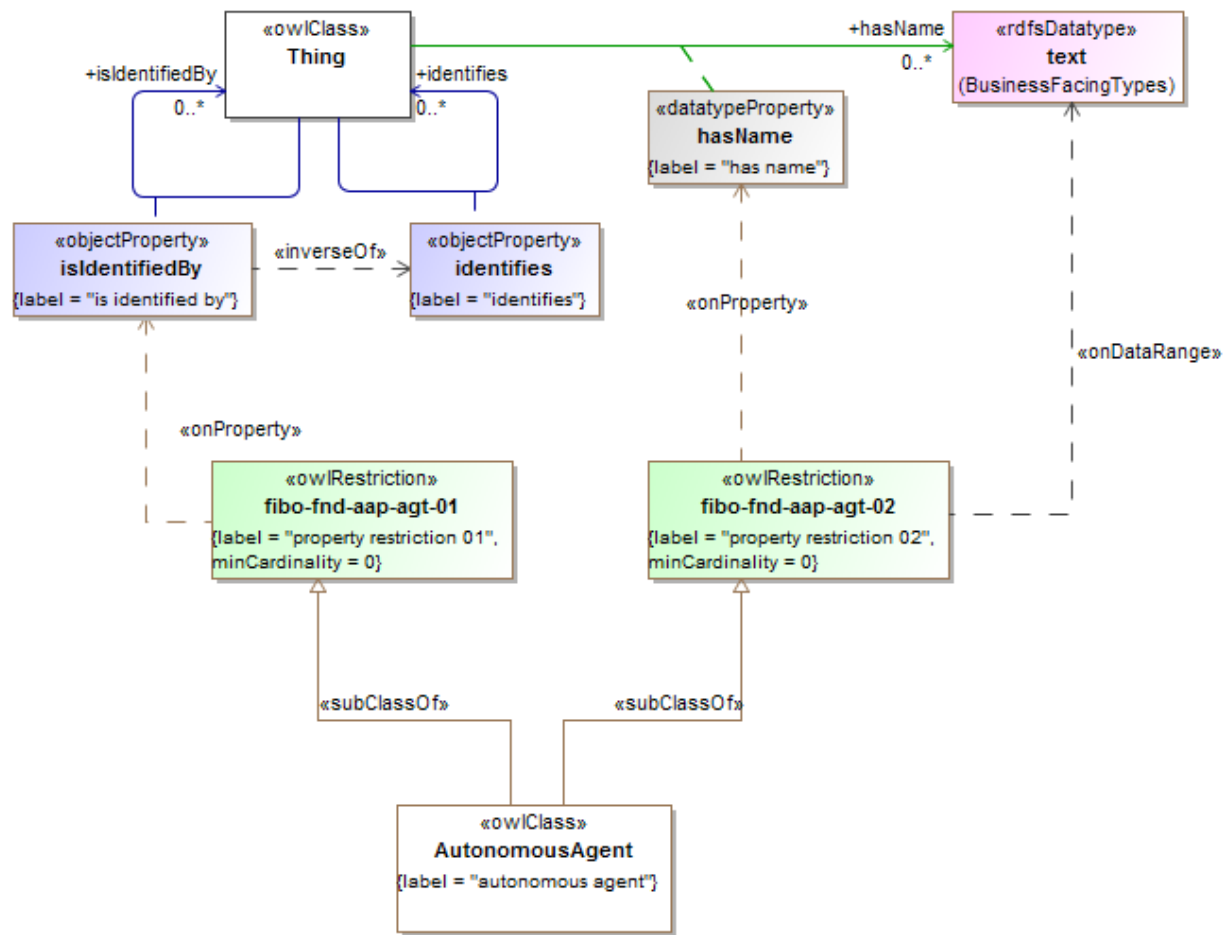 «owlClass»
Thing
+hasName
0..*
«rdfsDatatype»
text
(BusinessFacingTypes)
+isIdentifiedBy
0..*
+identifies
0..*
«datatypeProperty»
hasName
{label = "has name"}
«objectProperty»
isIdentifiedBy
{label = "is identified by"}
«inverseOf»
«objectProperty»
identifies
{label = "identifies"}
«onProperty»
«onDataRange»
«onProperty»
«owlRestriction»
fibo-fnd-aap-agt-01
{label = "property restriction 01",
minCardinality = 0}
«owlRestriction»
fibo-fnd-aap-agt-02
{label = "property restriction 02",
minCardinality = 0}
«subClassOf»
«subClassOf»
«owlClass»
AutonomousAgent
{label = "autonomous agent"}